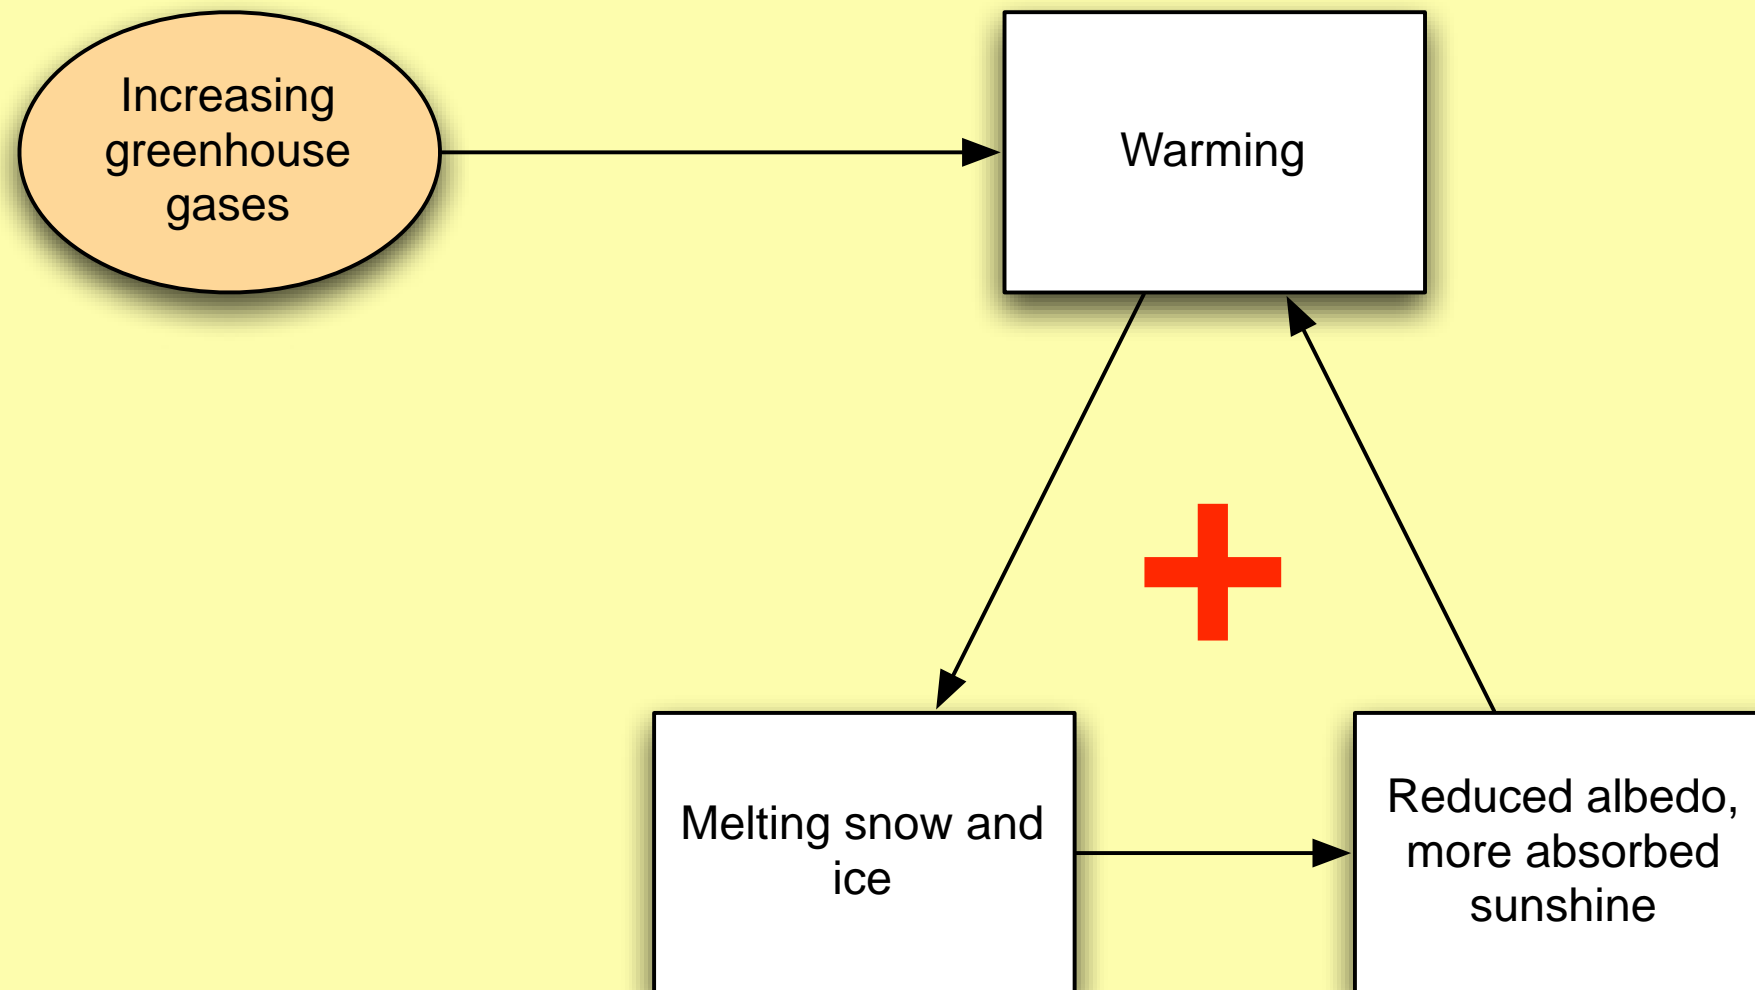 Increasing
greenhouse
gases
Warming
+
Melting snow and
ice
Reduced albedo,
more absorbed
sunshine